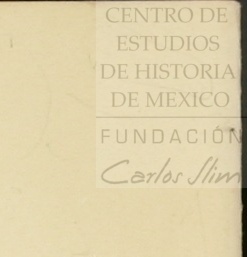 CENTRO DE
ESTUDIOS
DE HISTORIA
DE MEXICO
FUNDACIÓN
Carlos Slim